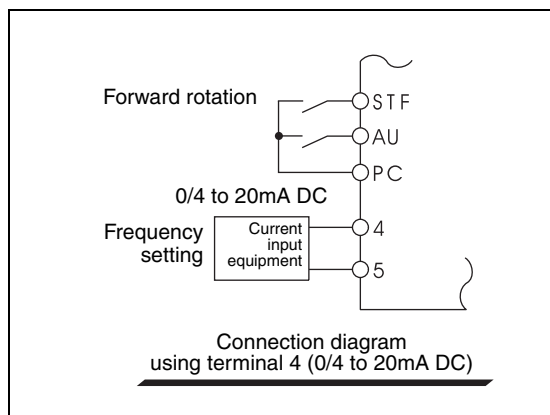 Forward rotation
STF
AU
PC
0/4 to 20mA DC
Frequency
setting
Current
input
equipment
4
5
Connection diagram
using terminal 4 (0/4 to 20mA DC)